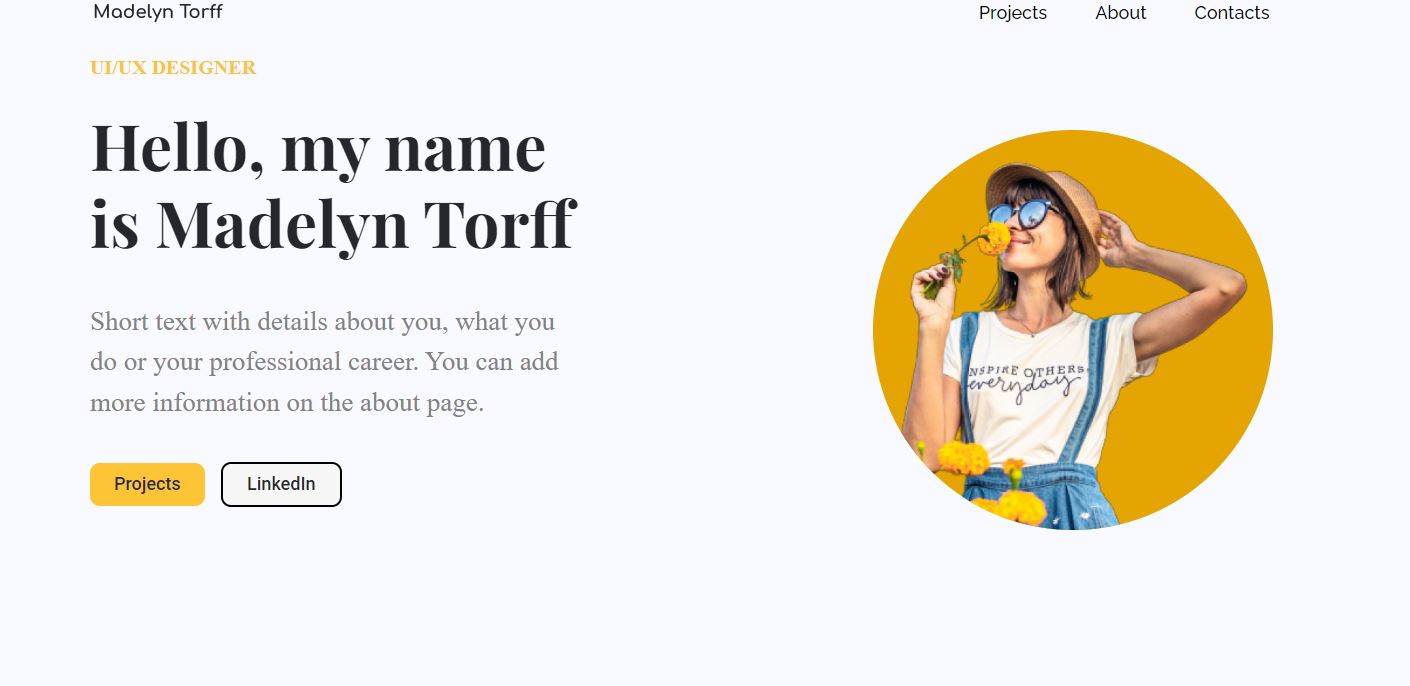 Madelyn Torff
Projects About Contacts
UI/UX DESIGNER
Hello, my name
is Madelyn Torff
Short text with details about you, what you
do or your professional career. You can add
more information on the about page.
Projects LinkedIn
NSPIRE OTHERS
everyday